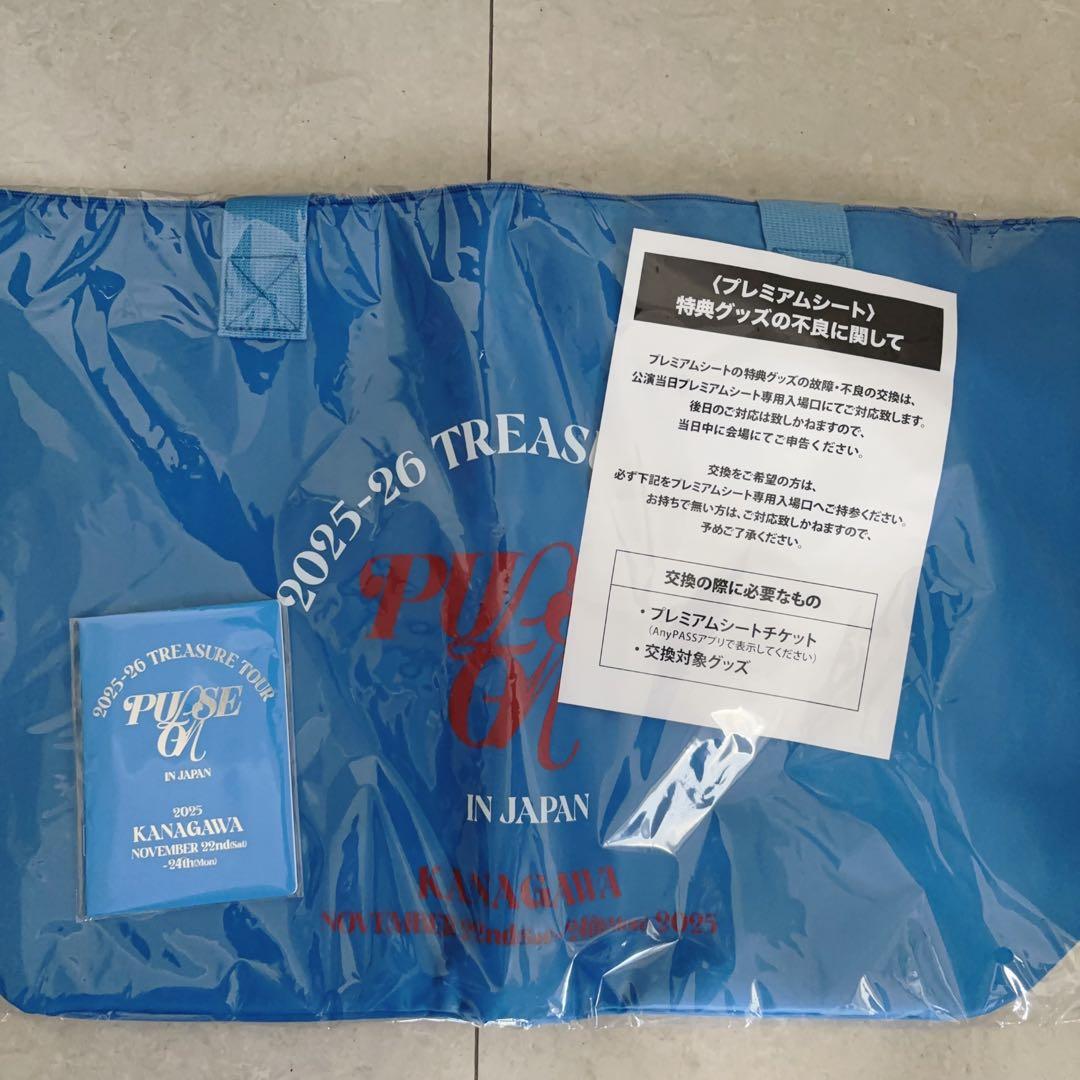 〈プレミアムシート〉
特典グッズの不良に関して
プレミアムシートの特典グッズの故障・不良の交換は、
公演当日プレミアムシート専用入場口にてご対応致します。
後日のご対応は致しかねますので、
当日中に会場にてご申告ください。
交換をご希望の方は、
必ず下記をプレミアムシート専用入場口へご持参ください。
お持ちで無い方は、ご対応致しかねますので、
予めご了承ください。
交換の際に必要なもの
・プレミアムシートチケット
(AnyPASSアプリで表示してください)
・交換対象グッズ
2025-26 TREASU
PULS
ON
IN JAPAN
KANAGAWA
NOVEMBER 22nd(Sat)-24th(Mon) 2025
2025-26 TREASURE TOUR
PULSE
ON
IN JAPAN
2025
KANAGAWA
NOVEMBER 22nd(Sat)
-24th(Mon)